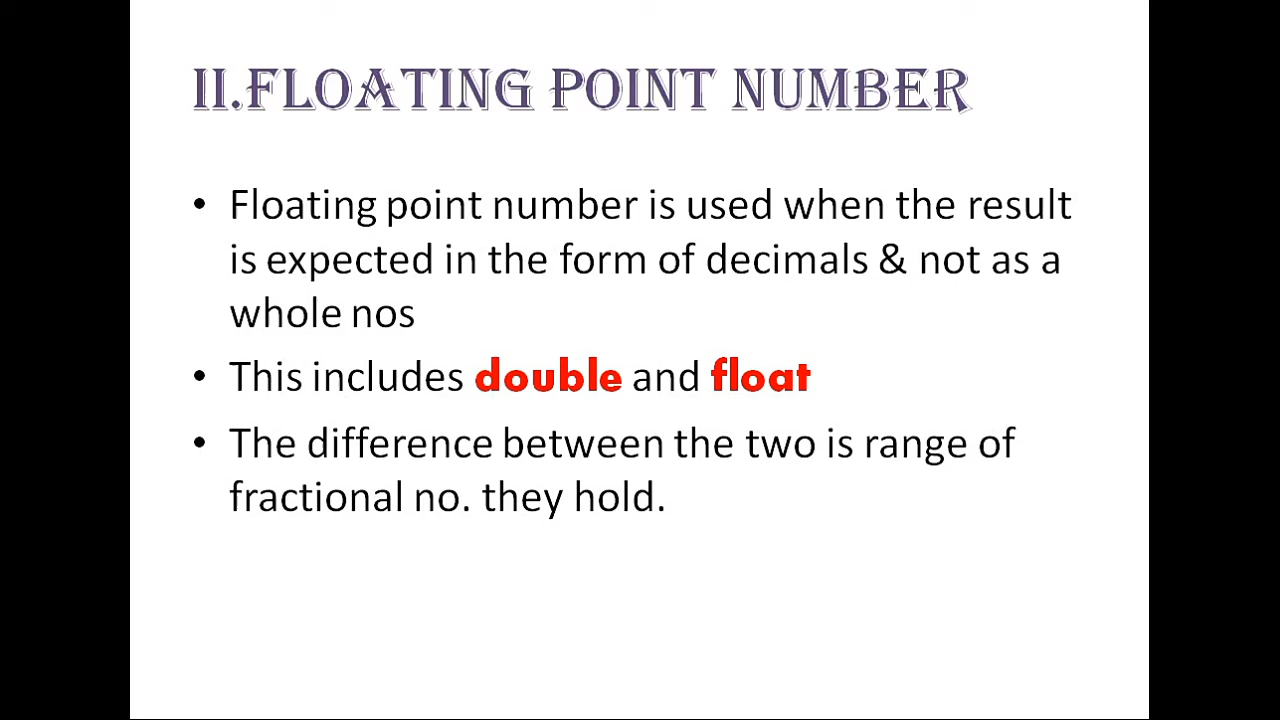 II.FLOATING POINT NUMBER
• Floating point number is used when the result
is expected in the form of decimals & not as a
whole nos
• This includes double and float
• The difference between the two is range of
fractional no. they hold.